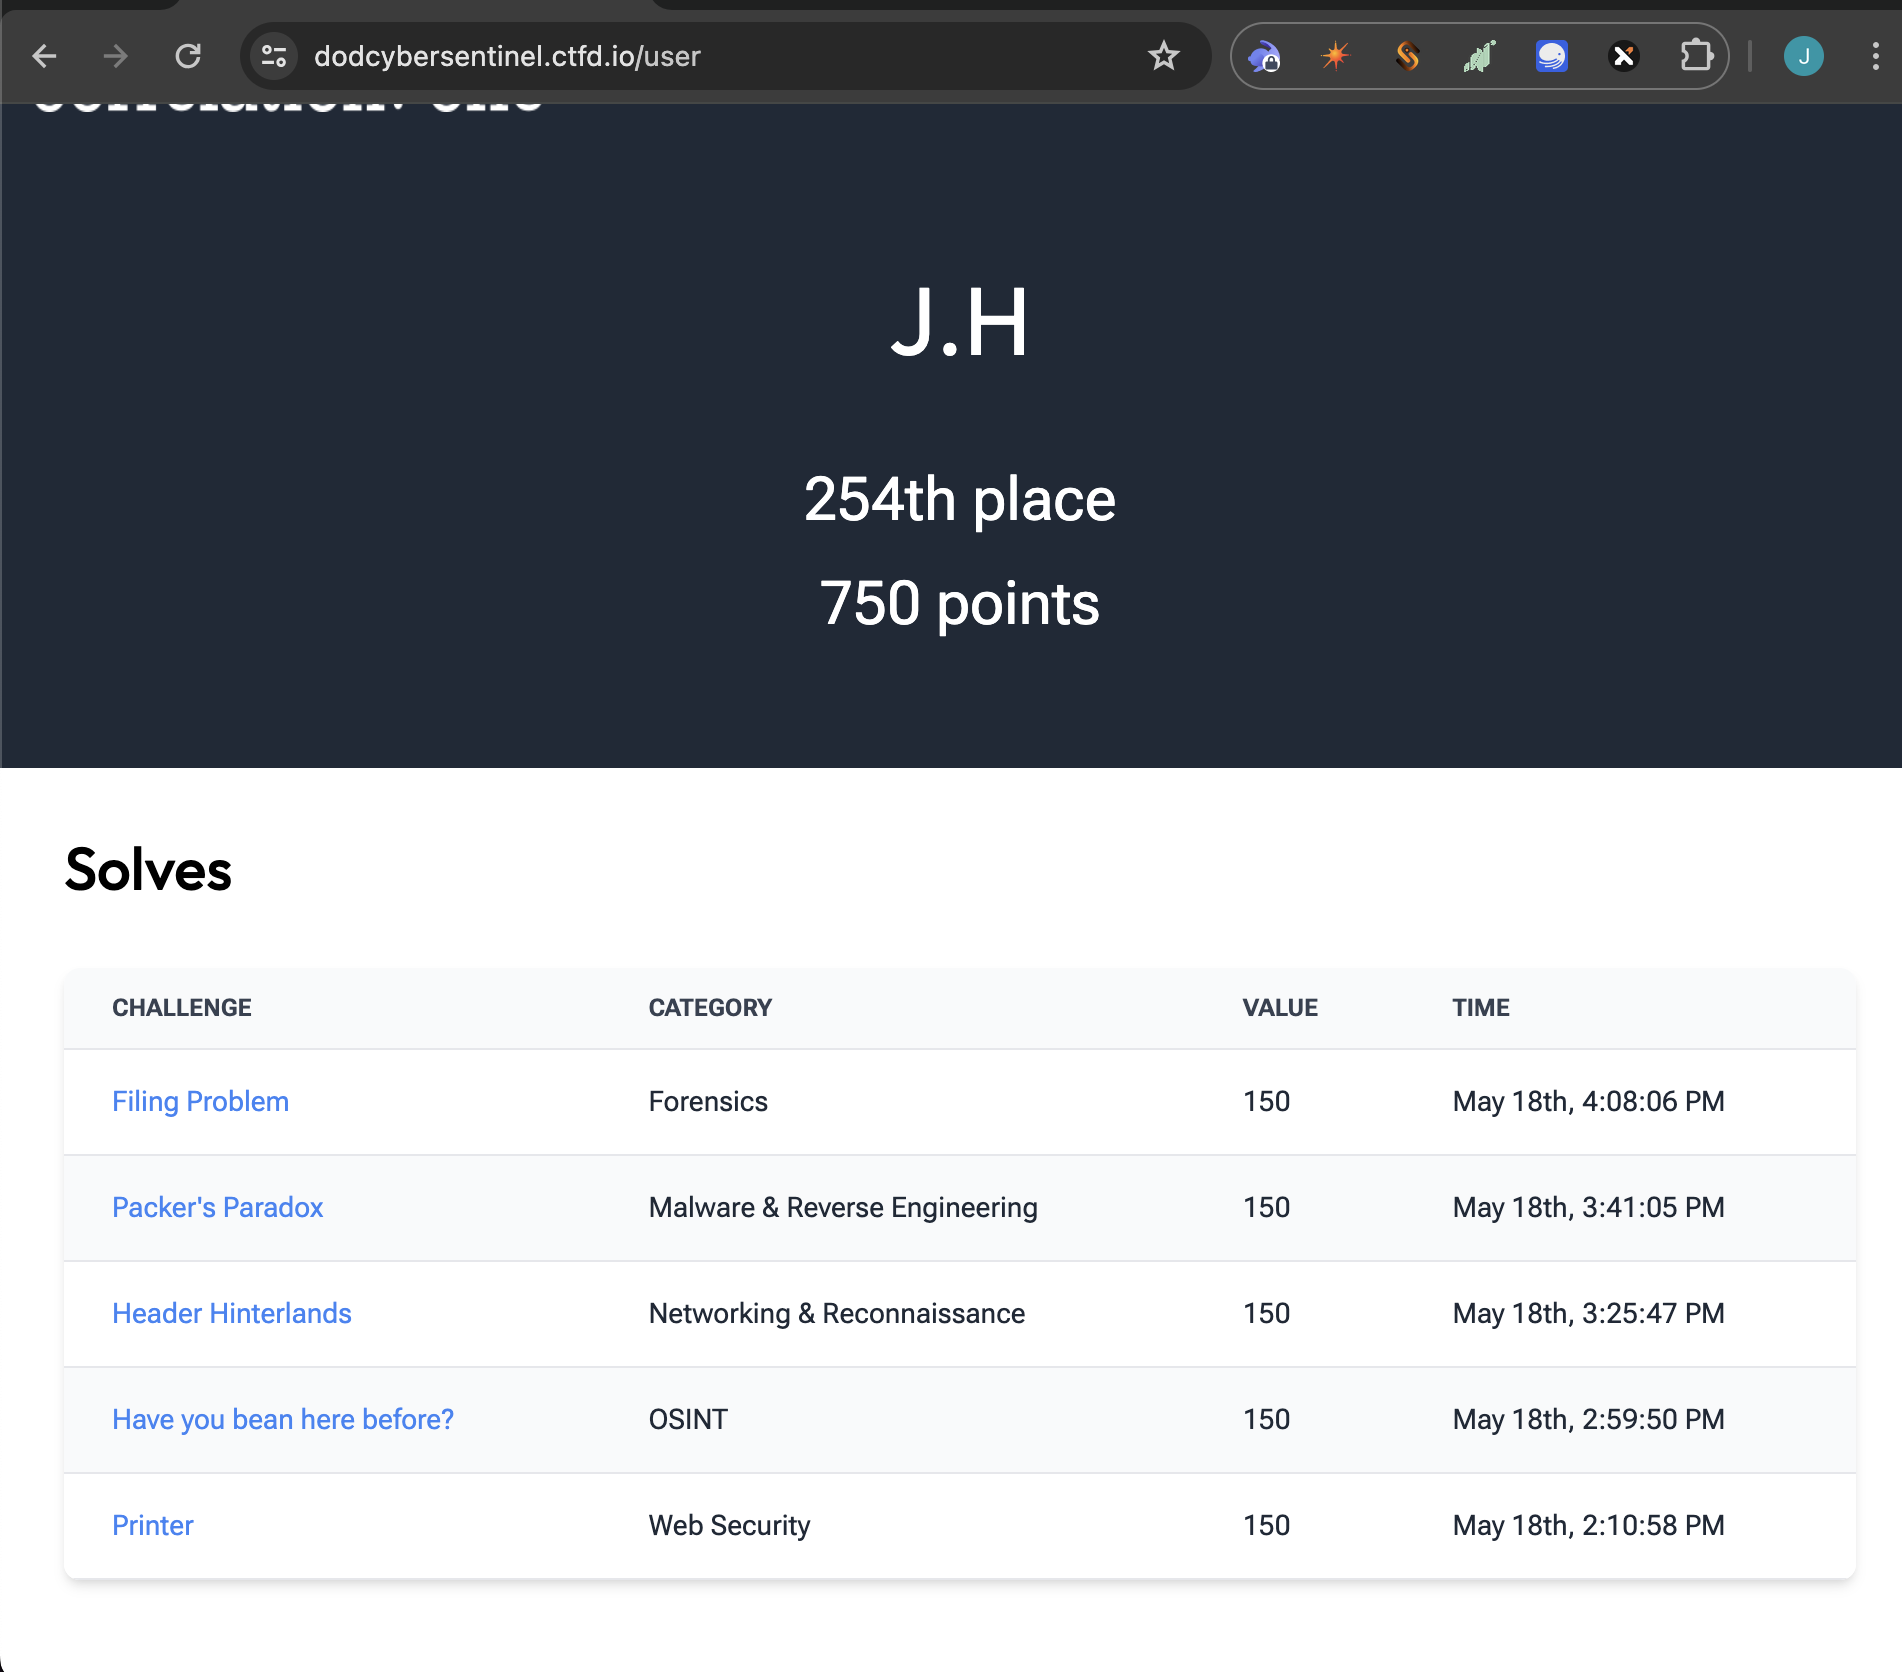 dodcybersentinel.ctfd.io/user
J
J.H
254th place
750 points
Solves
CHALLENGE CATEGORY VALUE TIME
Filing Problem Forensics 150 May 18th, 4:08:06 PM
Packer's Paradox Malware & Reverse Engineering 150 May 18th, 3:41:05 PM
Header Hinterlands Networking & Reconnaissance 150 May 18th, 3:25:47 PM
Have you bean here before? OSINT 150 May 18th, 2:59:50 PM
Printer Web Security 150 May 18th, 2:10:58 PM